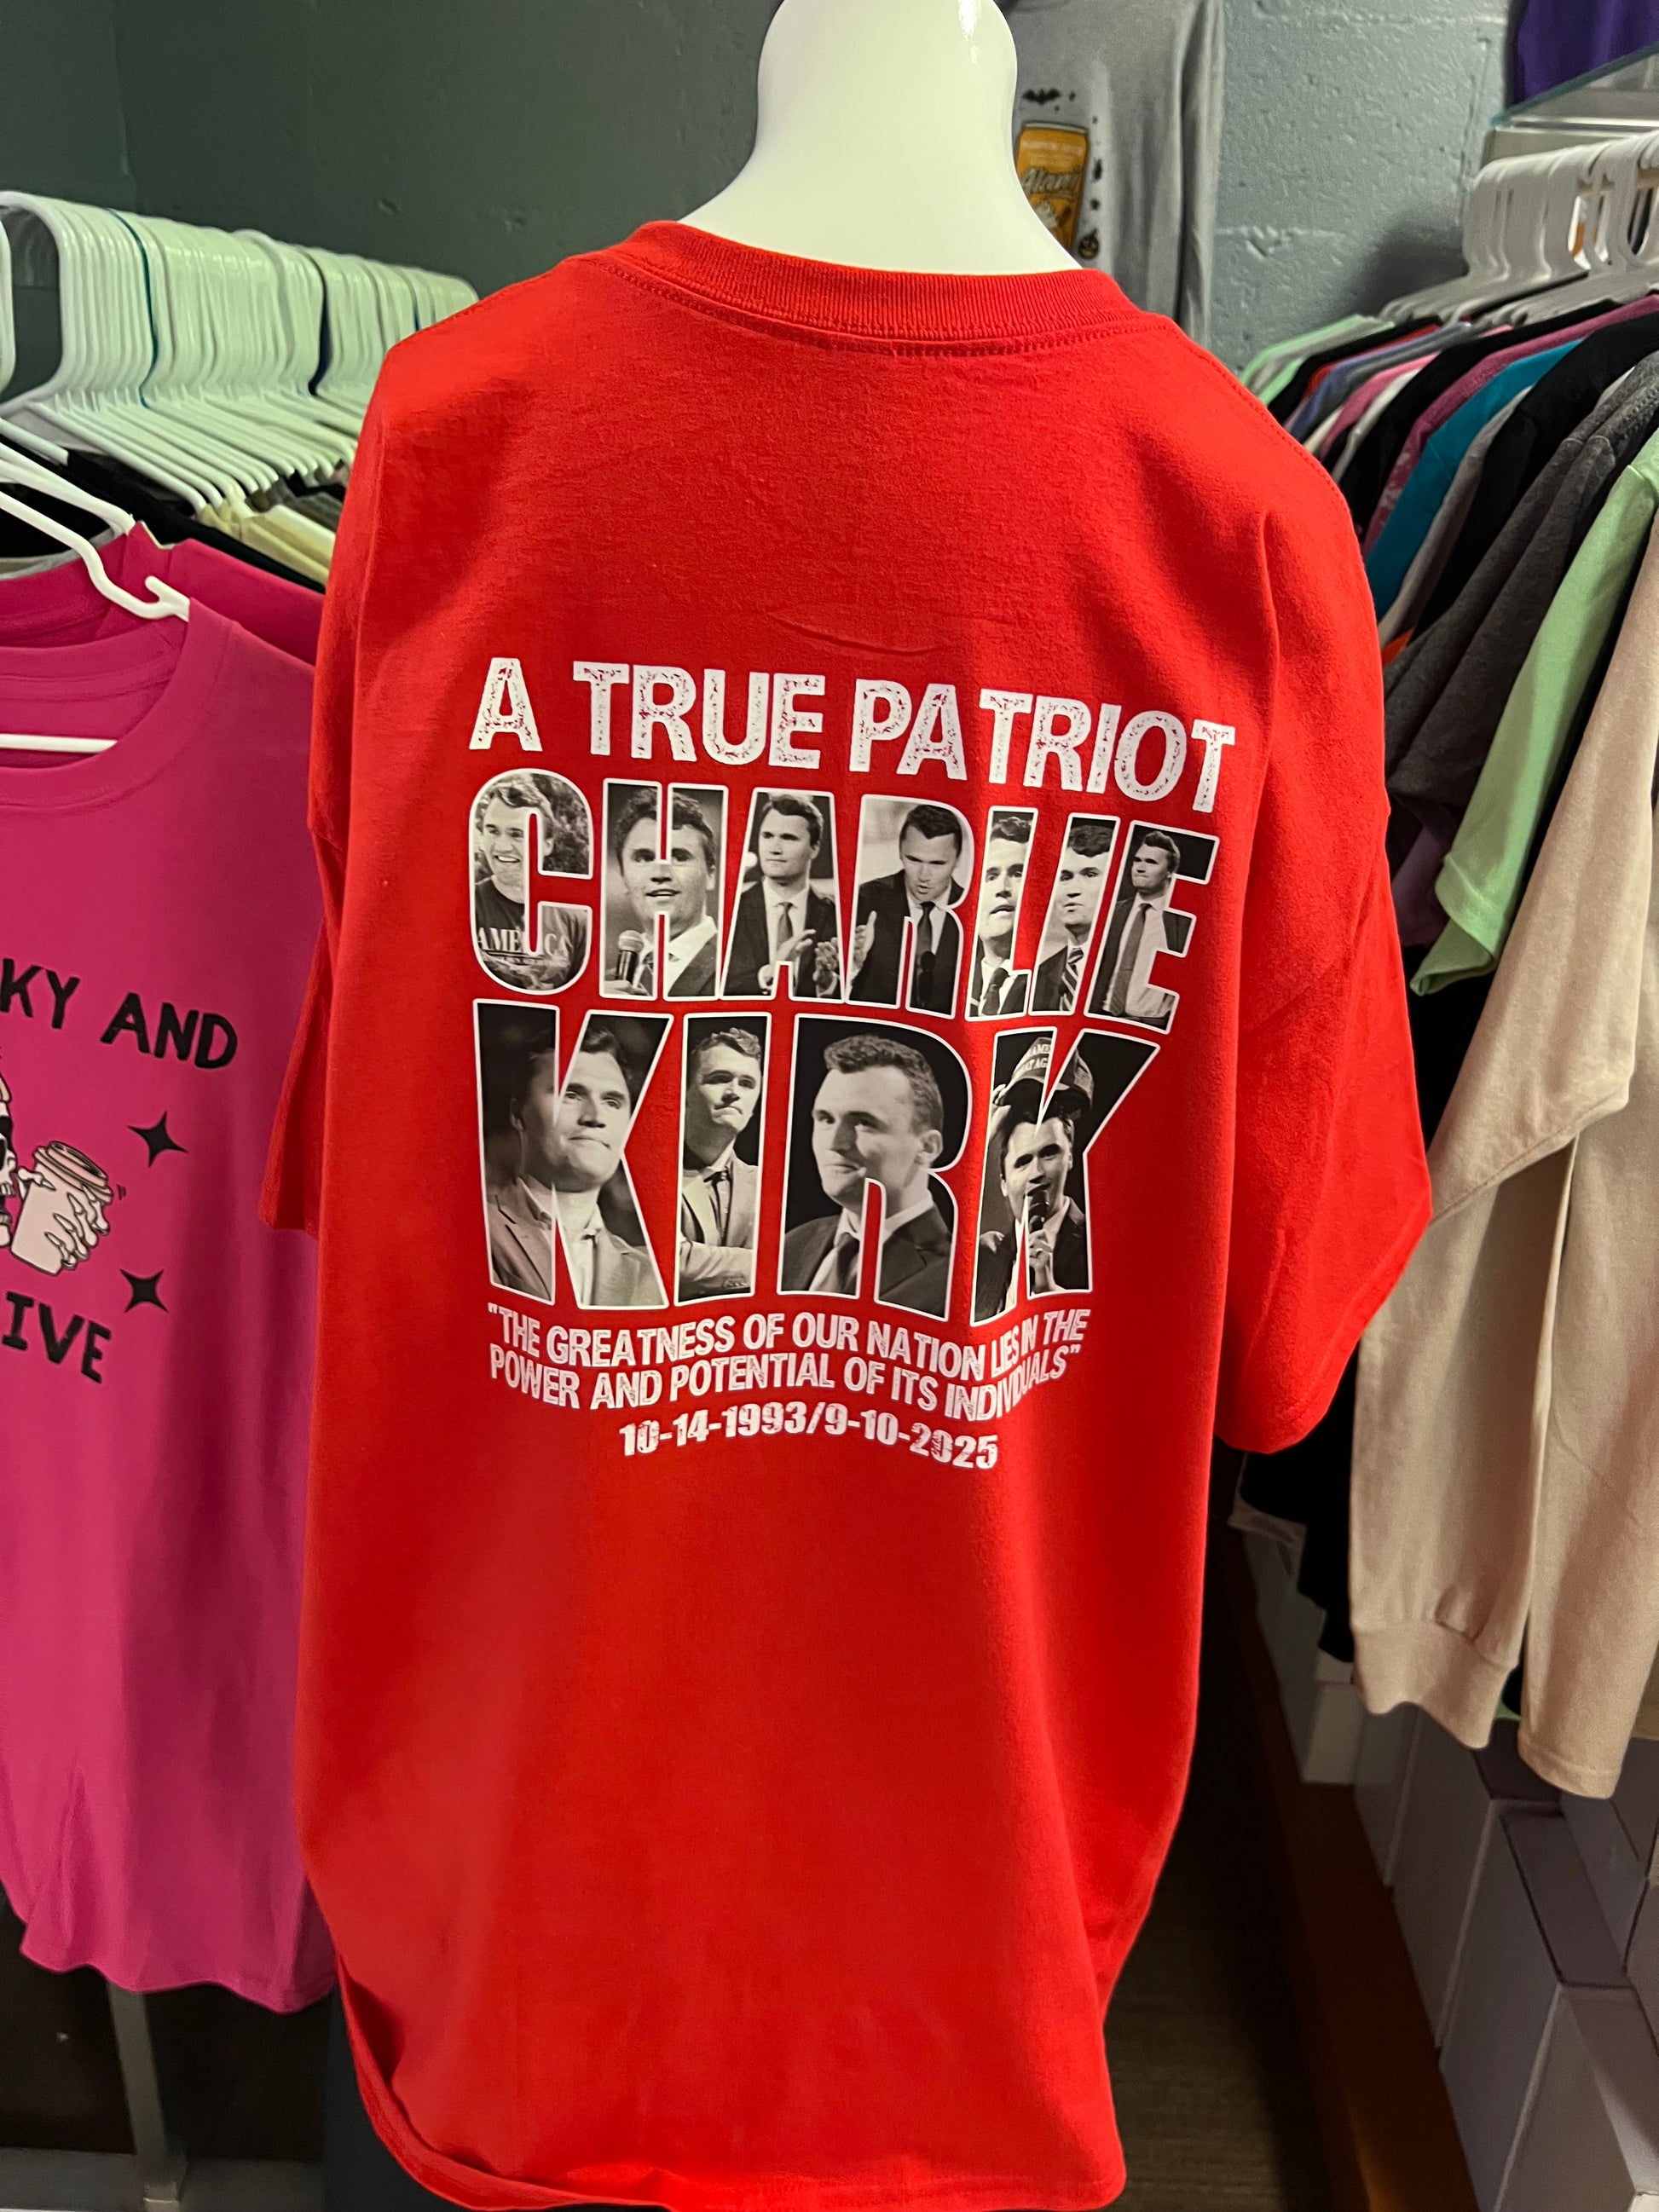 A TRUE PATRIOT
CHARLIE
KIRK
"THE GREATNESS OF OUR NATION LIES IN THE
POWER AND POTENTIAL OF ITS INDIVIDUALS"
10-14-1993/9-10-2025
KY AND
IVE